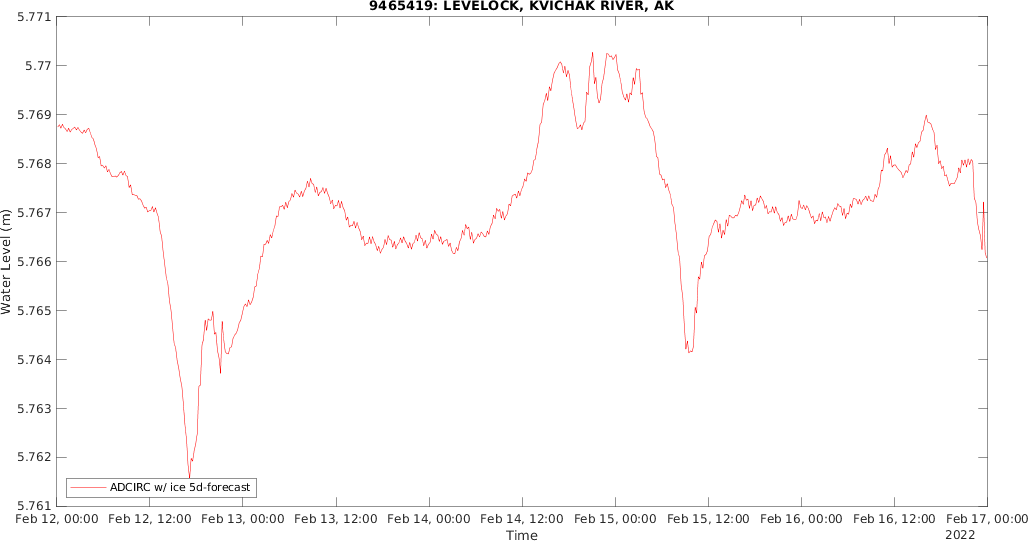 9465419: LEVELOCK, KVICHAK RIVER, AK
5.771
5.77
5.769
5.768
5.767
5.766
5.765
5.764
5.763
5.762
5.761
Water Level (m)
ADCIRC w/ ice 5d-forecast
Feb 12, 00:00 Feb 12, 12:00 Feb 13, 00:00 Feb 13, 12:00 Feb 14, 00:00 Feb 14, 12:00 Feb 15, 00:00 Feb 15, 12:00 Feb 16, 00:00 Feb 16, 12:00 Feb 17, 00:00
Time
2022